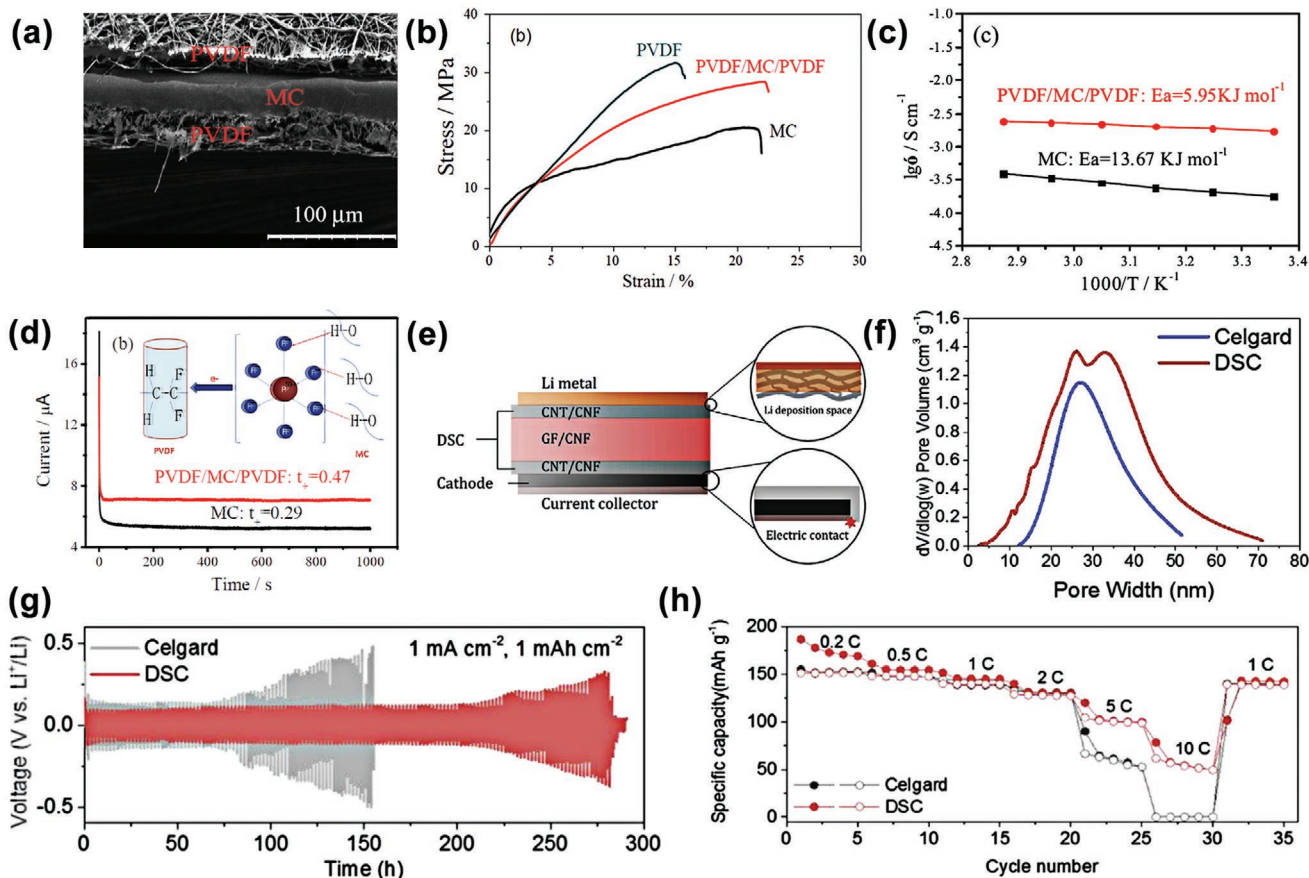 (a)
PVDF
MC
PVDF
100 μm
(b)
(b)
Stress / MPa
40
30
20
10
0
PVDF
PVDF/MC/PVDF
MC
0 5 10 15 20 25 30
Strain / %
(c)
(c)
lgσ / S cm⁻¹
-1.0
-1.5
-2.0
-2.5
-3.0
-3.5
-4.0
-4.5
PVDF/MC/PVDF: Ea=5.95KJ mol⁻¹
MC: Ea=13.67 KJ mol⁻¹
2.8 2.9 3.0 3.1 3.2 3.3 3.4
1000/T / K⁻¹
(d)
(b)
Current / μA
16
12
8
4
H F
C-C
H F
PVDF
e-
H-O
H-O
H-O
MC
PVDF/MC/PVDF: t₊=0.47
MC: t₊=0.29
0 200 400 600 800 1000
Time / s
(e)
Li metal
CNT/CNF
DSC
GF/CNF
CNT/CNF
Cathode
Current collector
Li deposition space
Electric contact
(f)
dV/dlog(w) Pore Volume (cm³ g⁻¹)
1.8
1.6
1.4
1.2
1.0
0.8
0.6
0.4
0.2
0.0
Celgard
DSC
0 10 20 30 40 50 60 70 80
Pore Width (nm)
(g)
Voltage (V vs. Li⁺/Li)
0.5
0.0
-0.5
Celgard
DSC
1 mA cm⁻², 1 mAh cm⁻²
0 50 100 150 200 250 300
Time (h)
(h)
Specific capacity(mAh g⁻¹)
200
150
100
50
0
0.2 C
0.5 C
1 C
2 C
5 C
10 C
1 C
Celgard
DSC
0 5 10 15 20 25 30 35
Cycle number